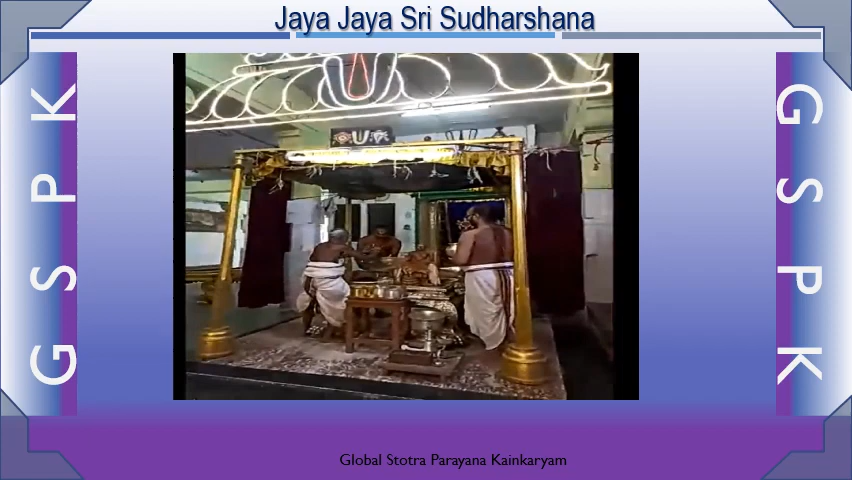 Jaya Jaya Sri Sudharshana
G S P K
G S P K
Global Stotra Parayana Kainkaryam